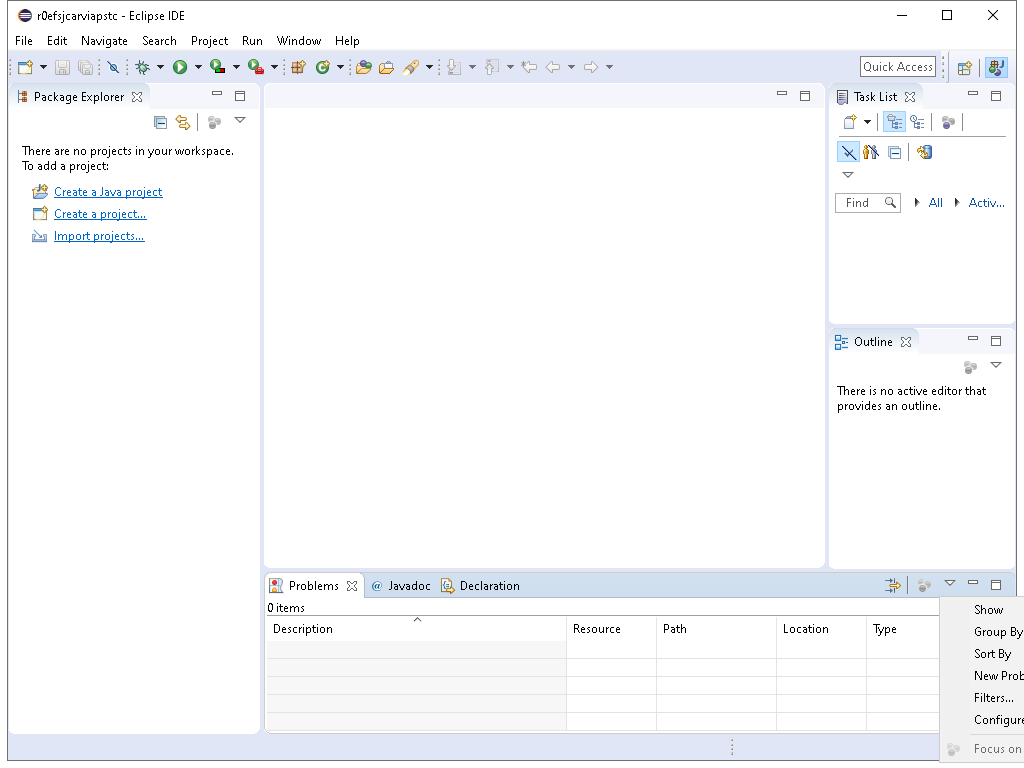 r0efsjcarviapstc - Eclipse IDE
File Edit Navigate Search Project Run Window Help
Quick Access
Package Explorer
There are no projects in your workspace.
To add a project:
Create a Java project
Create a project...
Import projects...
Task List
Find All Activ...
Outline
There is no active editor that
provides an outline.
Problems @ Javadoc Declaration
0 items
Description Resource Path Location Type
Show
Group By
Sort By
New Prob
Filters...
Configure
Focus on